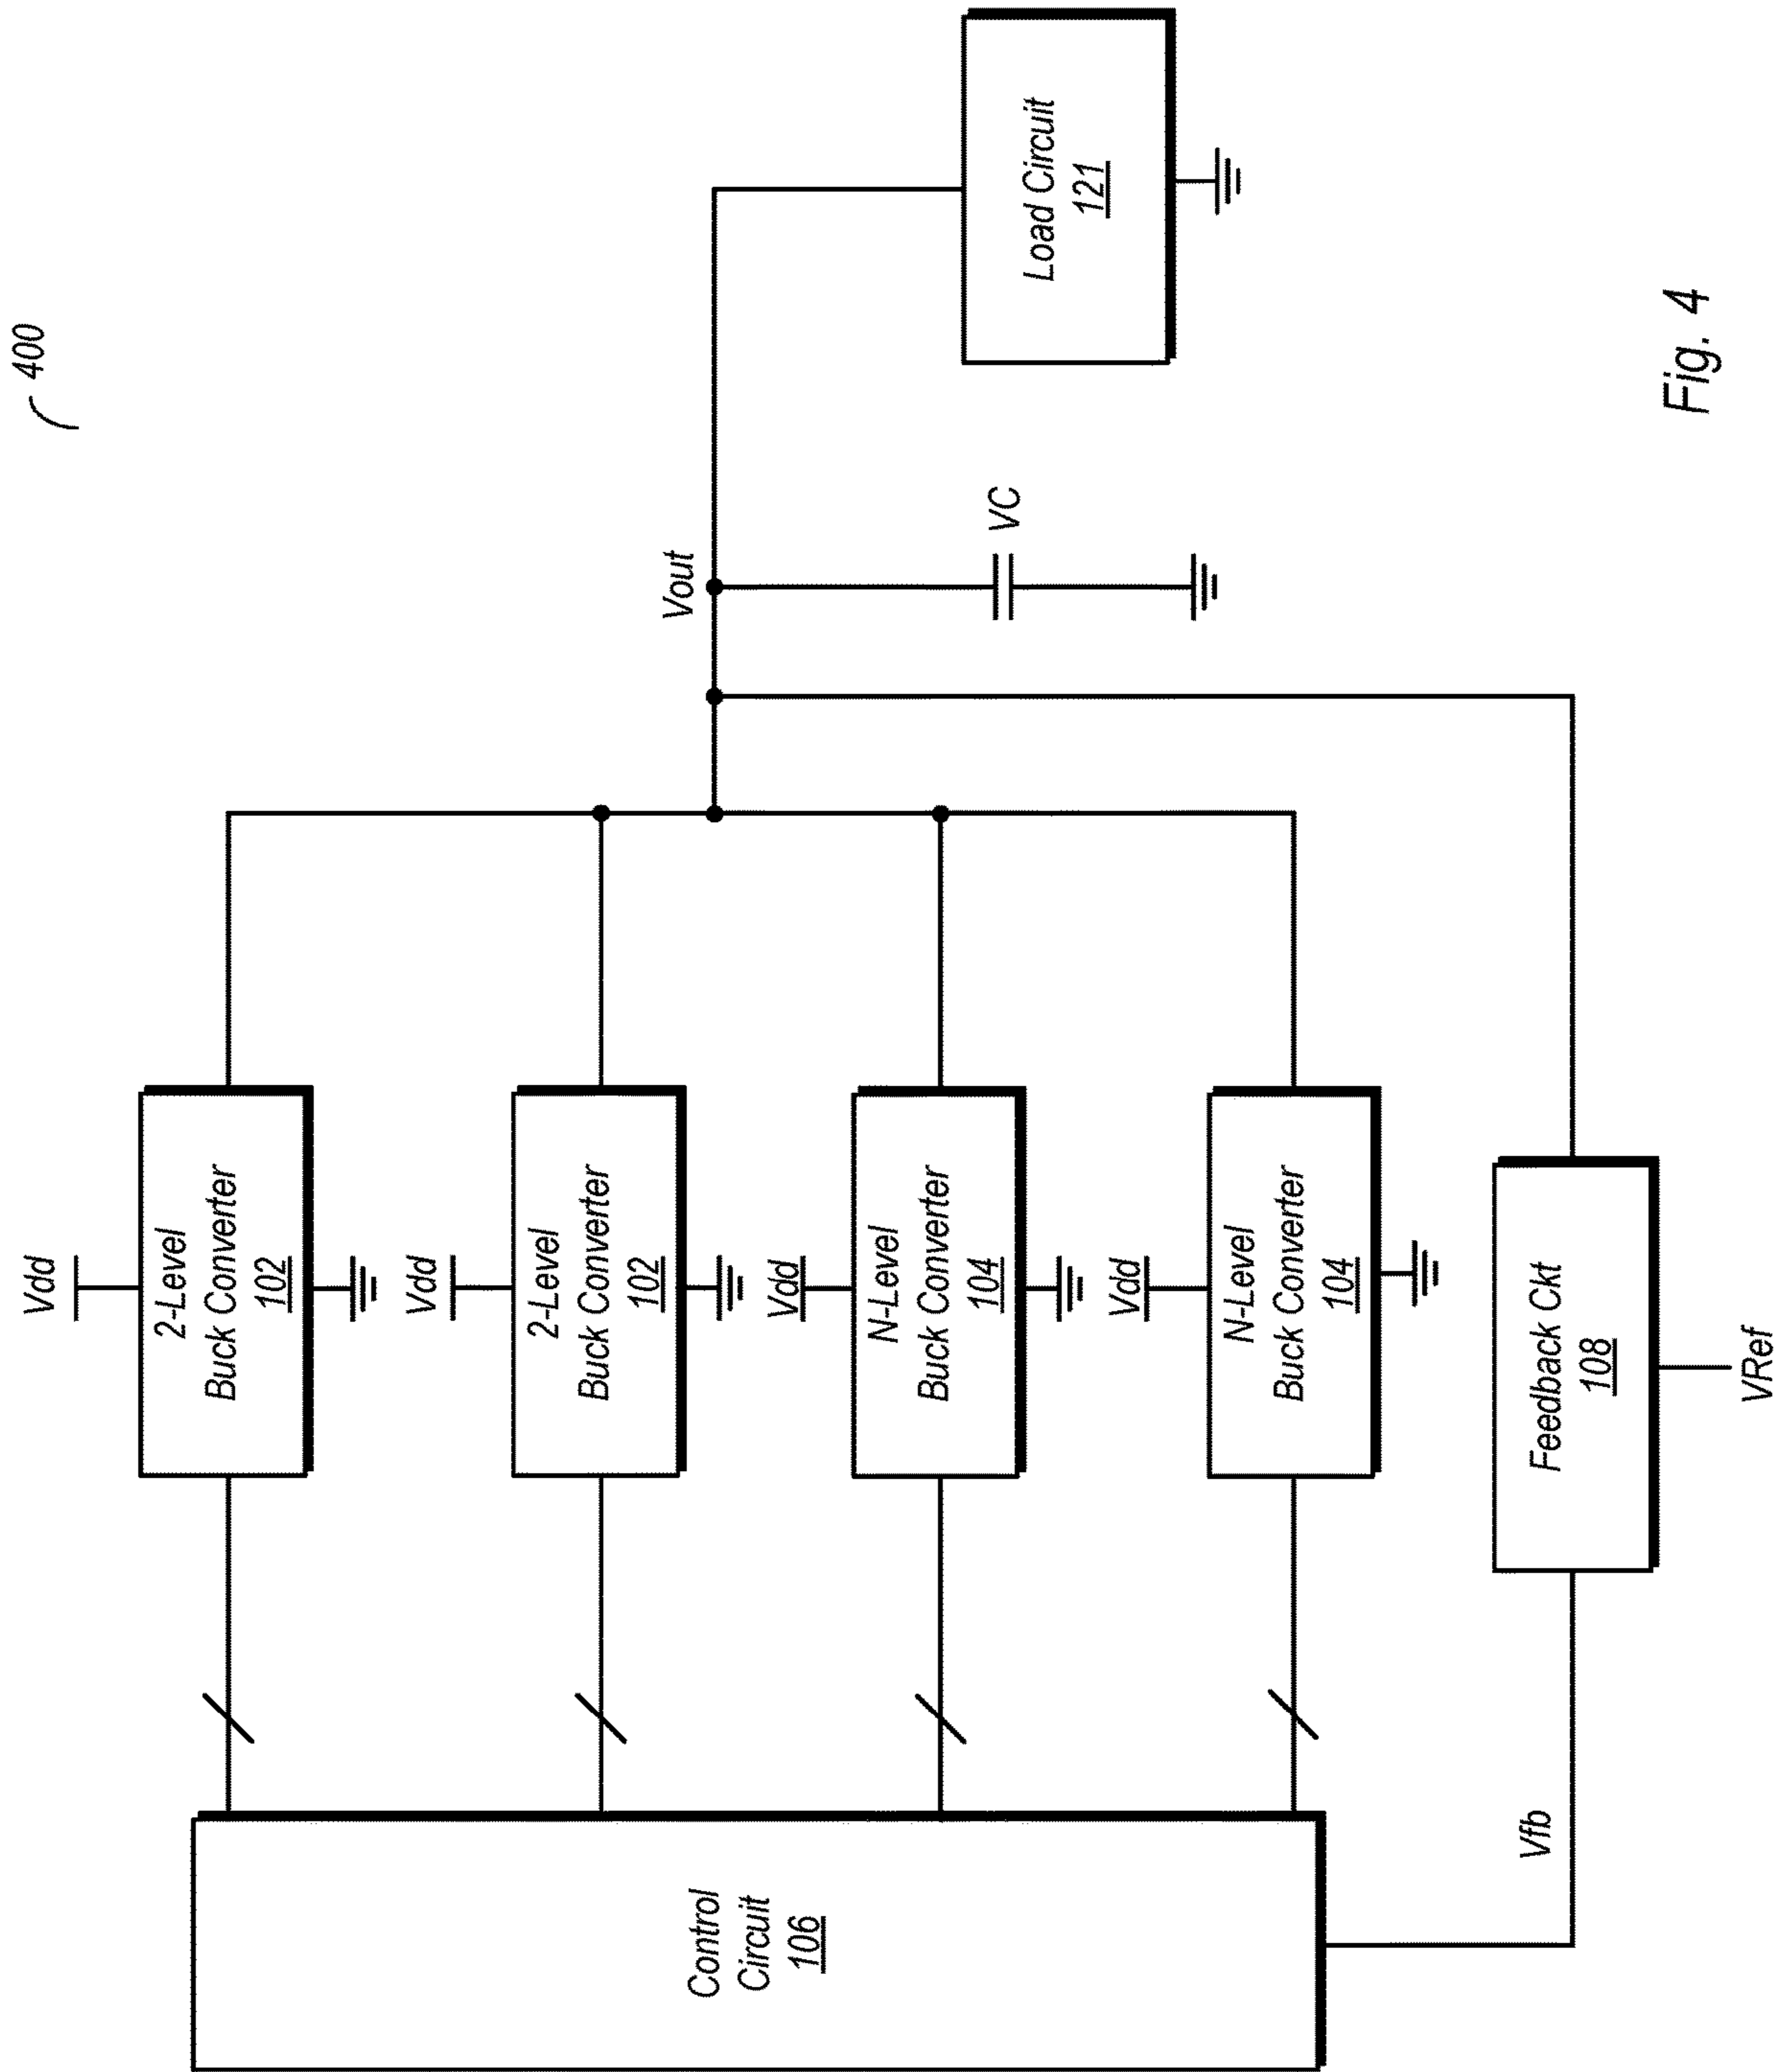 400
Vdd
2-Level
Buck Converter
102
Vdd
2-Level
Buck Converter
102
Vdd
N-Level
Buck Converter
104
Vdd
N-Level
Buck Converter
104
Control
Circuit
106
Vout
VC
Load Circuit
121
Vfb
Feedback Ckt
108
VRef
Fig. 4